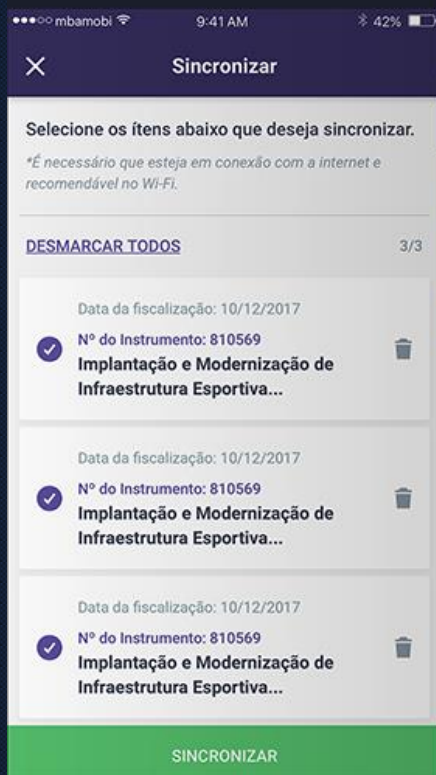 mbamobi 9:41 AM 42%
Sincronizar
Selecione os ítens abaixo que deseja sincronizar.
*É necessário que esteja em conexão com a internet e
recomendável no Wi-Fi.
DESMARCAR TODOS 3/3
Data da fiscalização: 10/12/2017
Nº do Instrumento: 810569
Implantação e Modernização de
Infraestrutura Esportiva...
Data da fiscalização: 10/12/2017
Nº do Instrumento: 810569
Implantação e Modernização de
Infraestrutura Esportiva...
Data da fiscalização: 10/12/2017
Nº do Instrumento: 810569
Implantação e Modernização de
Infraestrutura Esportiva...
SINCRONIZAR